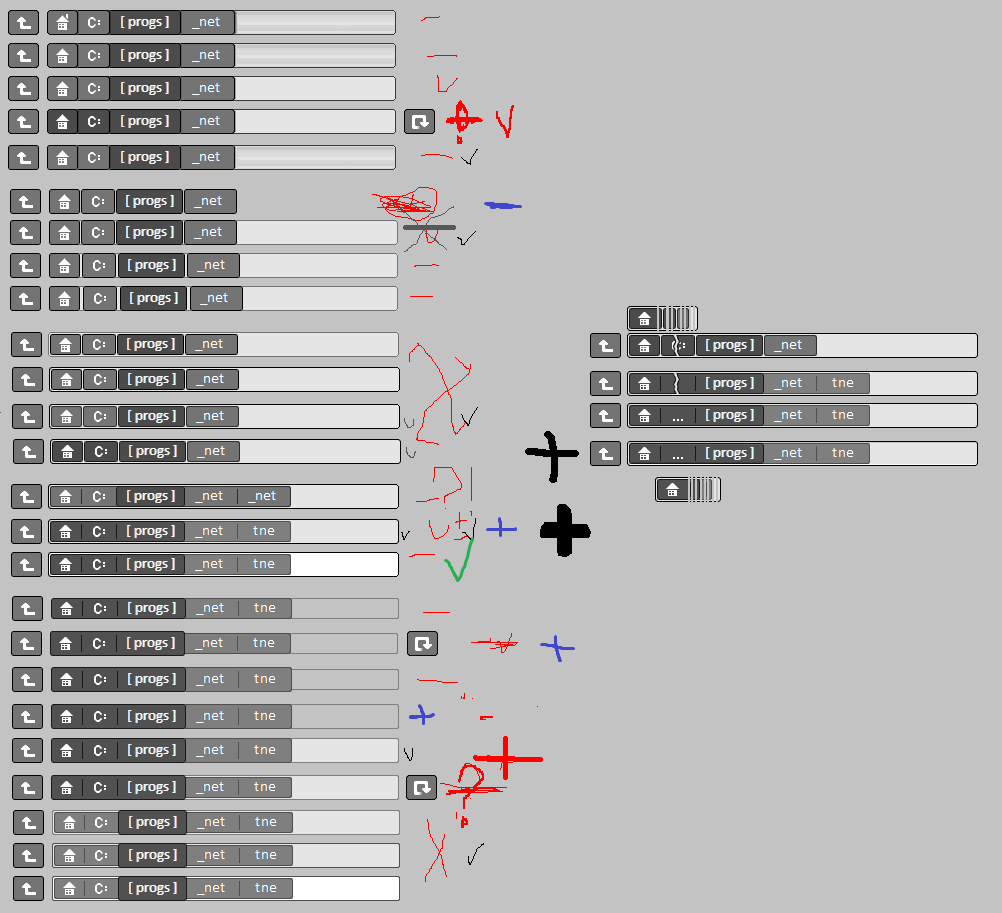 C: [ progs ] _net
C: [ progs ] _net
C: [ progs ] _net
C: [ progs ] _net
C: [ progs ] _net
C: [ progs ] _net
C: [ progs ] _net
C: [ progs ] _net
C: [ progs ] _net
C: [ progs ] _net
C: [ progs ] _net
C: [ progs ] _net
C: [ progs ] _net
C: [ progs ] _net _net
C: [ progs ] _net tne
C: [ progs ] _net tne
C: [ progs ] _net tne
C: [ progs ] _net tne
C: [ progs ] _net tne
C: [ progs ] _net tne
C: [ progs ] _net tne
C: [ progs ] _net tne
C: [ progs ] _net tne
C: [ progs ] _net tne
C: [ progs ] _net tne
[ progs ] _net
[ progs ] _net tne
... [ progs ] _net tne
... [ progs ] _net tne